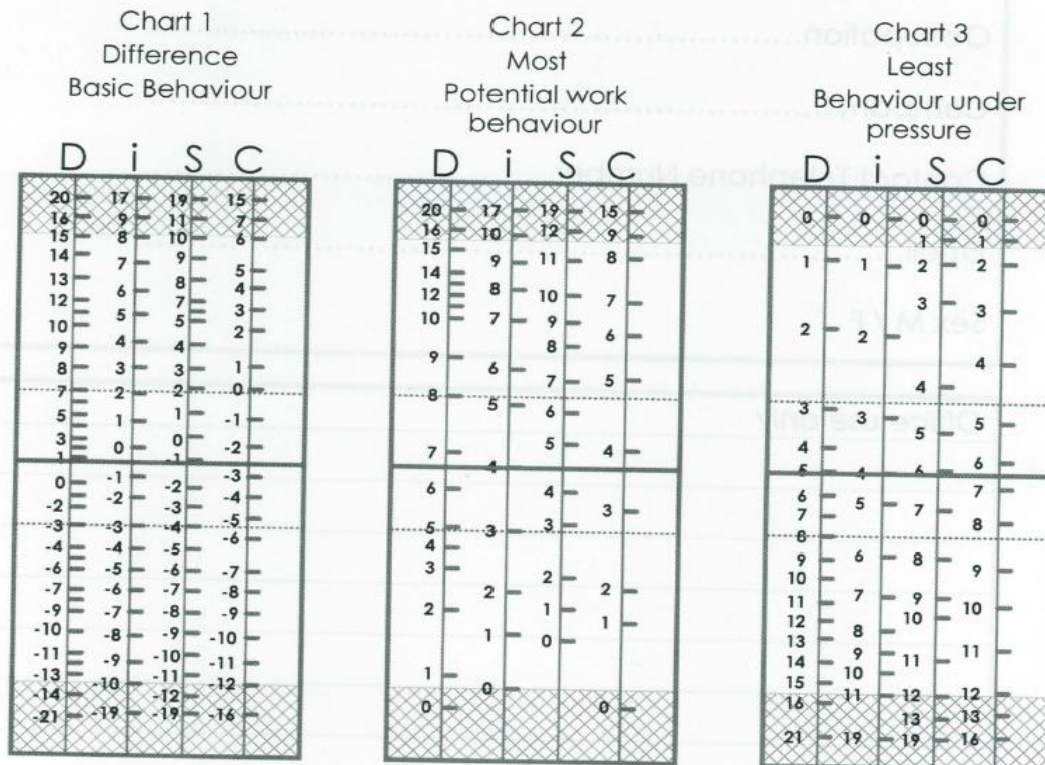 Chart 1
Difference
Basic Behaviour
D i S C
20 17 19 15
16 9 11 7
15 8 10 6
14 7 9 5
13 6 8 4
12 5 7 3
10 4 5 2
9 3 4 1
8 2 3 0
7 1 2 -1
5 0 1 -2
3 -1 0 -3
1 -2 -1 -4
0 -3 -2 -5
-2 -4 -3 -6
-3 -5 -4 -7
-4 -6 -5 -8
-6 -7 -6 -9
-7 -8 -7 -10
-9 -9 -8 -11
-10 -10 -9 -12
-11 -19 -10 -16
-13 -11
-14 -12
-21 -19
Chart 2
Most
Potential work
behaviour
D i S C
20 17 19 15
16 10 12 9
15 9 11 8
14 8 10 7
12 7 9 6
10 6 8 5
9 5 7 4
8 4 6 3
7 3 5 2
6 2 4 1
5 1 3 0
4 0 2
3 1
2 0
1
0
Chart 3
Least
Behaviour under
pressure
D i S C
0 0 0 0
1 1 1 1
2 2 2 2
3 3 3 3
4 4 4 4
5 5 5 5
6 6 6 6
7 7 7 7
8 8 8 8
9 9 9 9
10 10 10 10
11 11 11 11
12 19 12 12
13 13 13
14 19 16
15
16
21
Occupation
Company
Contact Telephone Number
Sex M / F
Office use only